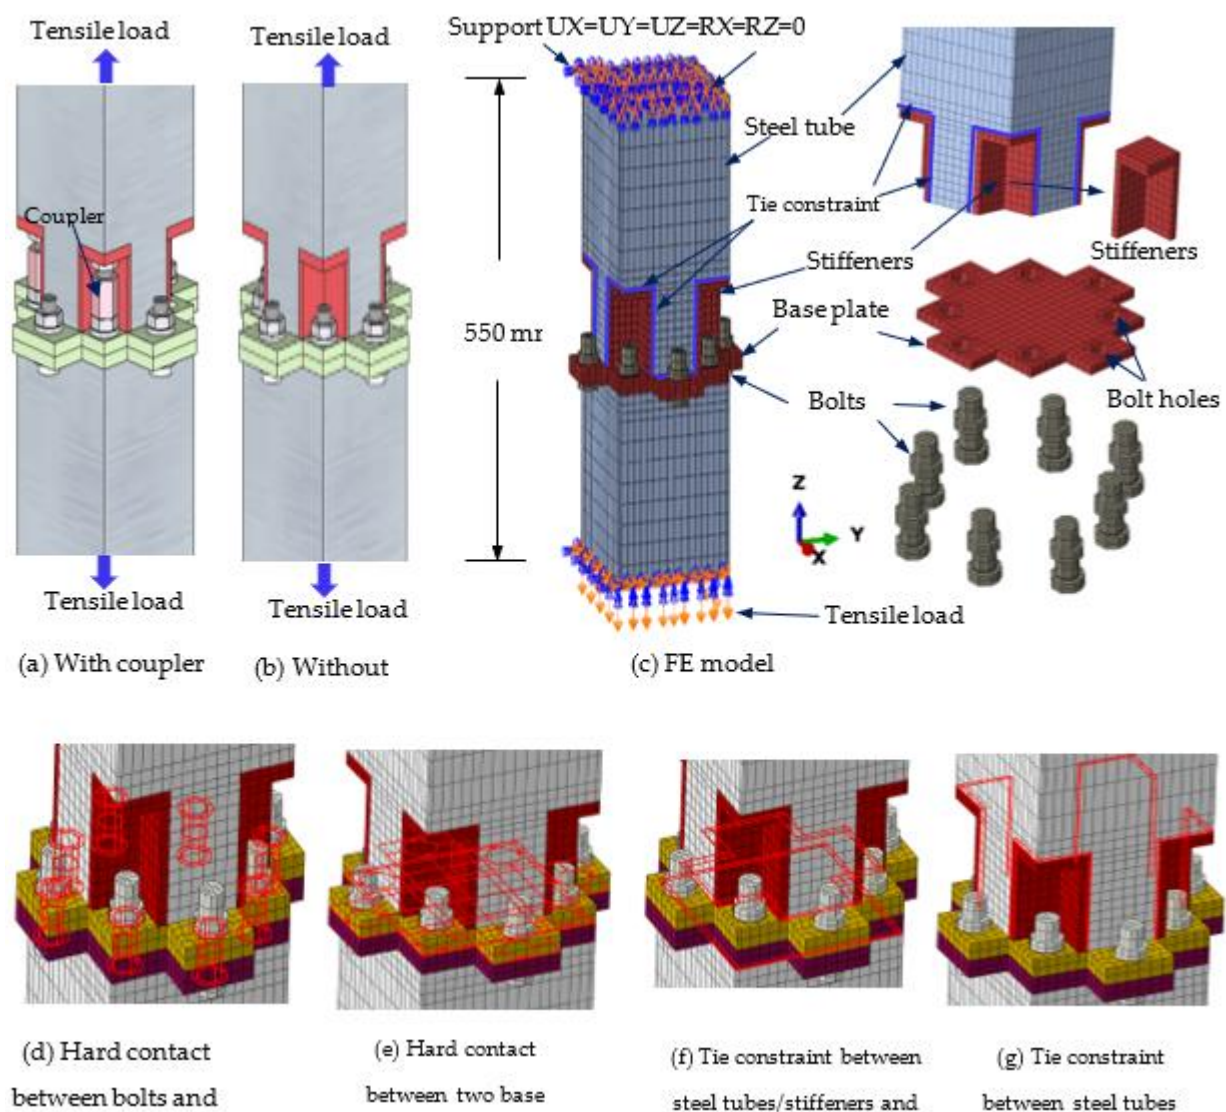 Tensile load
Tensile load
Support UX=UY=UZ=RX=RZ=0
Steel tube
Coupler
Tie constraint
Stiffeners
Stiffeners
Base plate
550 mr
Bolts
Bolt holes
Z
Y
X
Tensile load
Tensile load
Tensile load
(a) With coupler
(b) Without
(c) FE model
(d) Hard contact
between bolts and
(e) Hard contact
between two base
(f) Tie constraint between
steel tubes/stiffeners and
(g) Tie constraint
between steel tubes